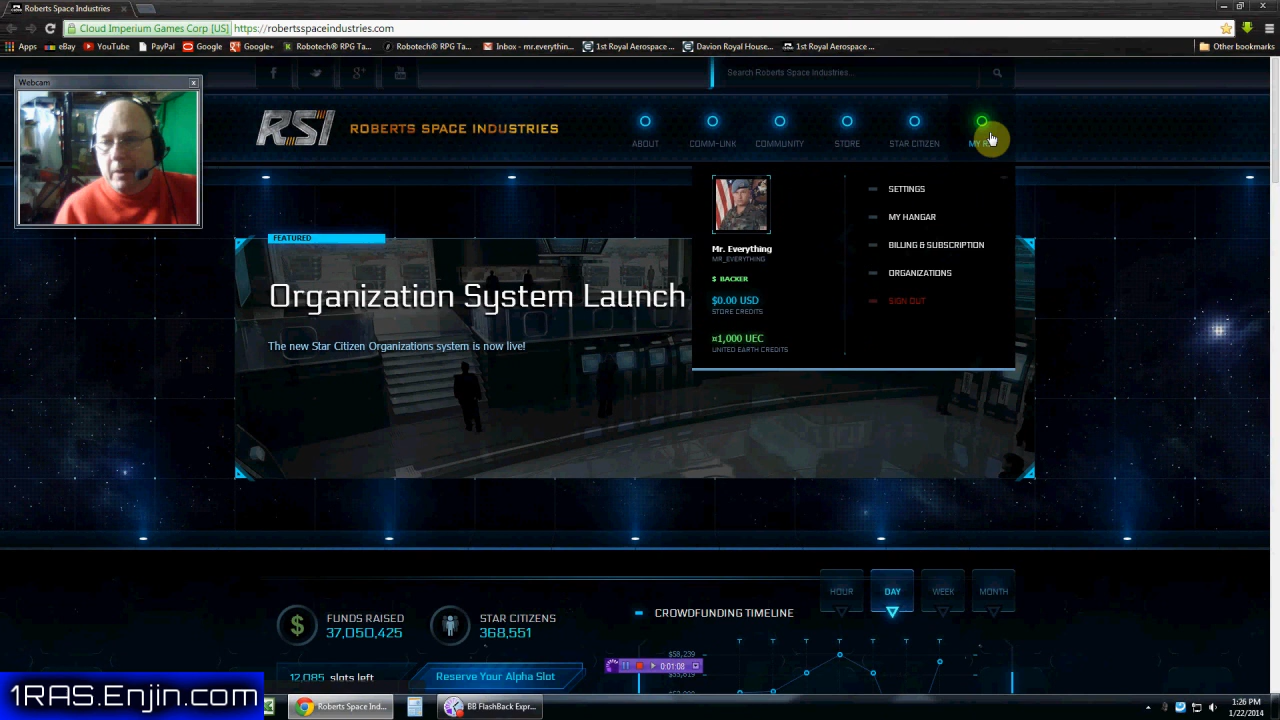 Roberts Space Industries
Cloud Imperium Games Corp [US] https://robertsspaceindustries.com
Apps eBay YouTube PayPal Google Google+ Robotech® RPG Ta... Robotech® RPG Ta... Inbox - mr.everythin... 1st Royal Aerospace ... Davion Royal House... 1st Royal Aerospace ... Other bookmarks
Webcam
Search Roberts Space Industries...
RSI ROBERTS SPACE INDUSTRIES
ABOUT COMM-LINK COMMUNITY STORE STAR CITIZEN MY
Mr. Everything
MR_EVERYTHING
$ BACKER
$0.00 USD
STORE CREDITS
¤1,000 UEC
UNITED EARTH CREDITS
SETTINGS
MY HANGAR
BILLING & SUBSCRIPTION
ORGANIZATIONS
SIGN OUT
FEATURED
Organization System Launch
The new Star Citizen Organizations system is now live!
HOUR DAY WEEK MONTH
FUNDS RAISED
37,050,425
STAR CITIZENS
368,551
CROWDFUNDING TIMELINE
$58,239
12,085 slots left
Reserve Your Alpha Slot
0:01:08
1RAS.Enjin.com
Roberts Space Ind...
BB FlashBack Expr...
1:26 PM
1/22/2014